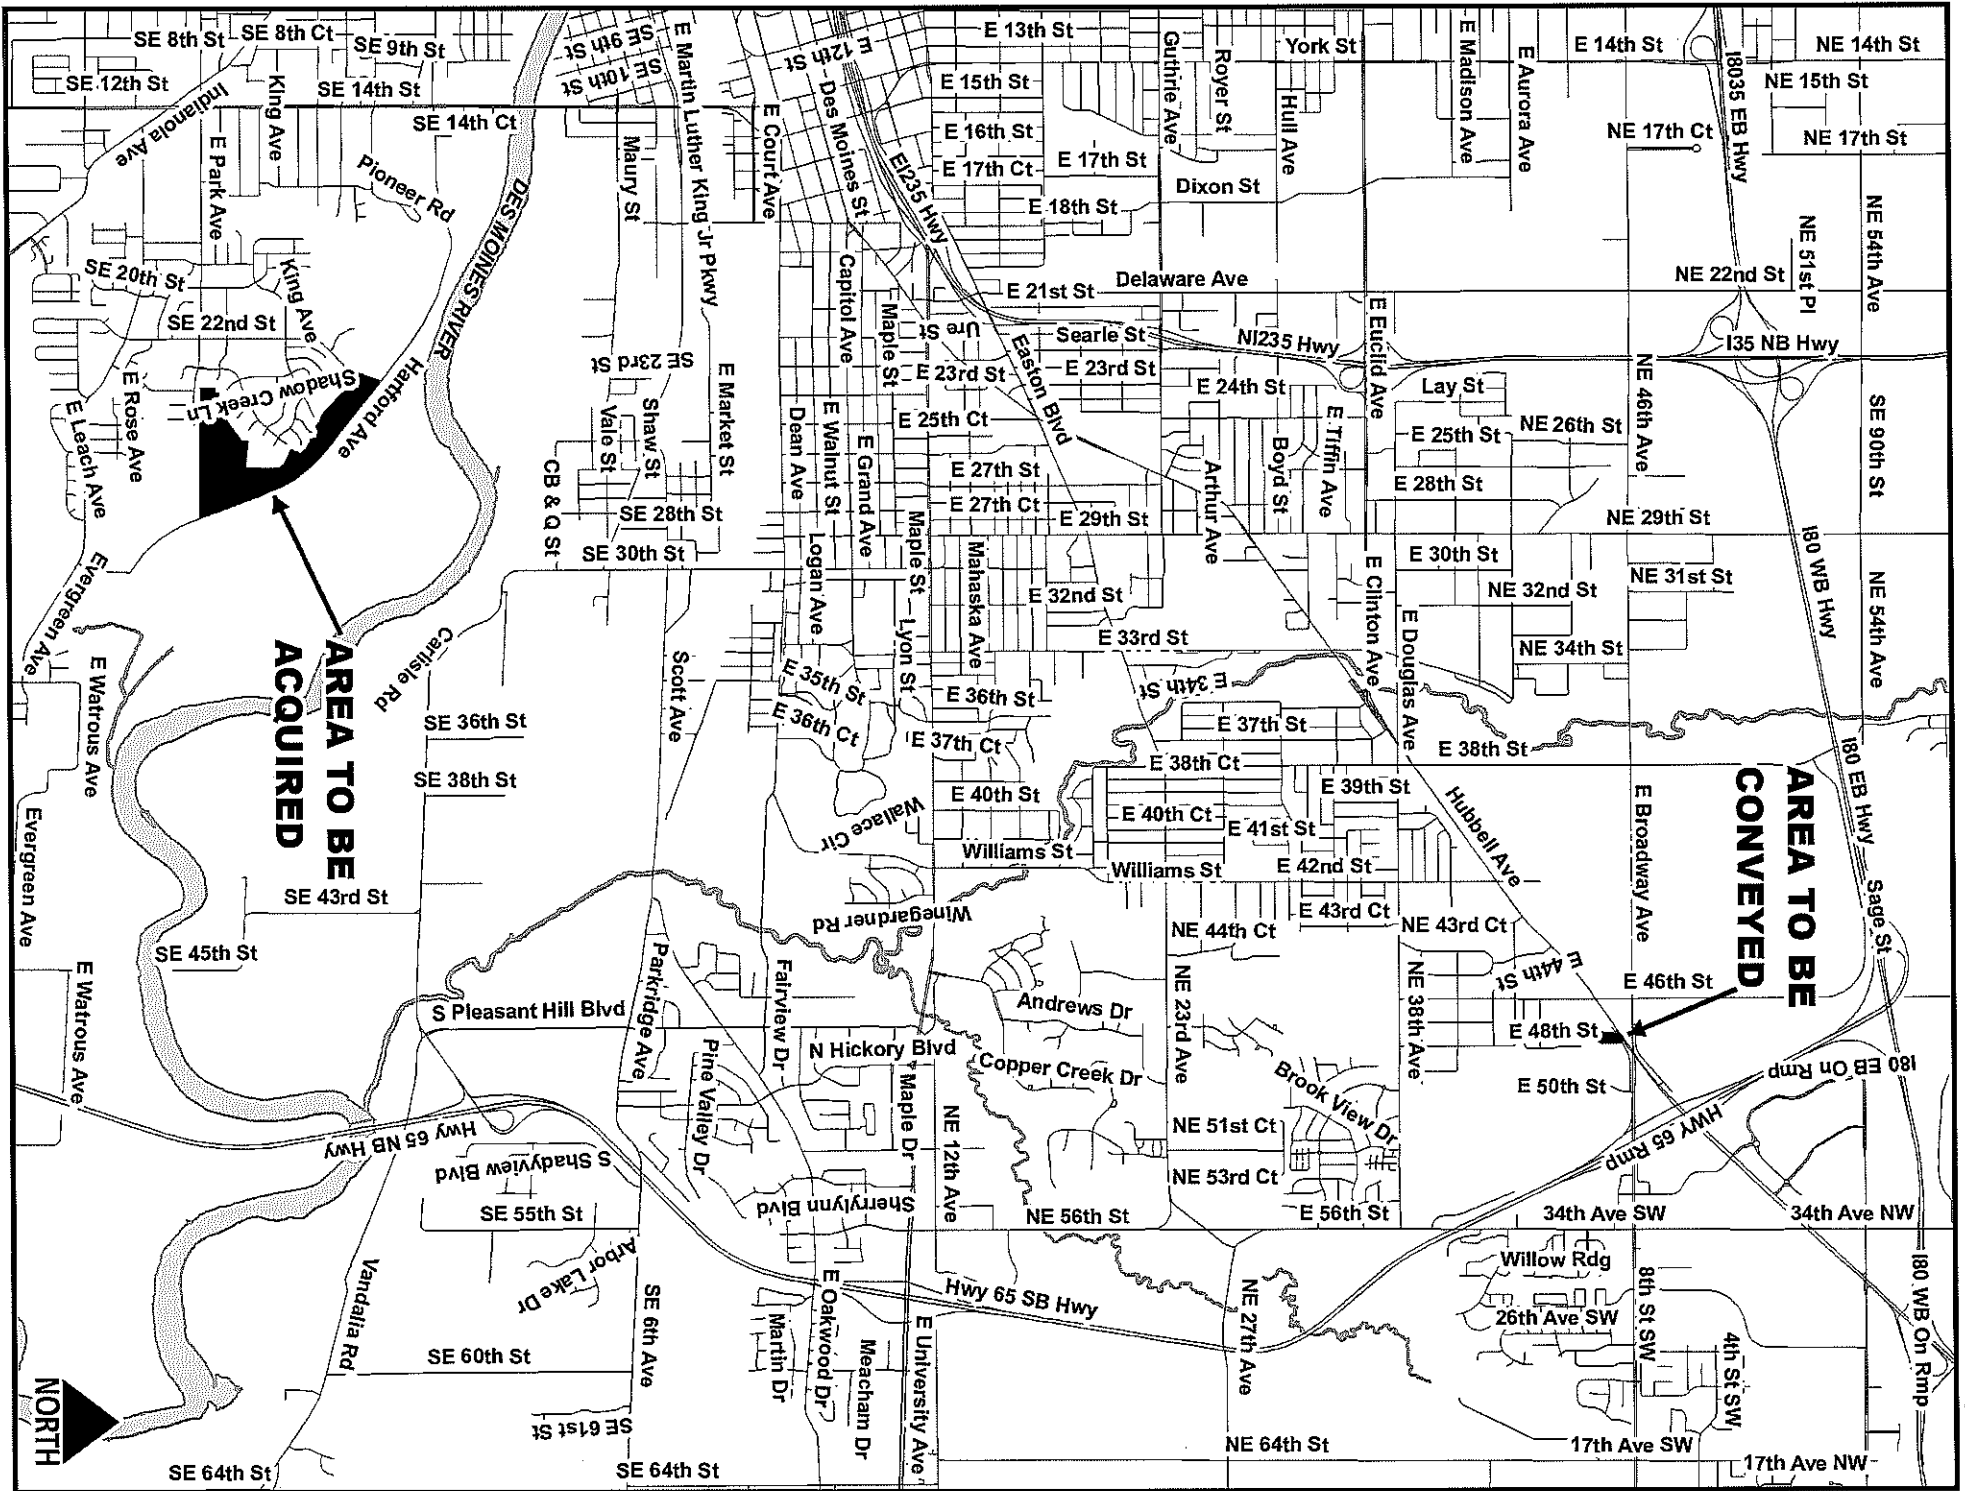 SE 8th St
SE 8th Ct
SE 9th St
SE 12th St
Indianola Ave
King Ave
SE 14th St
SE 14th Ct
E Park Ave
Pioneer Rd
DES MOINES RIVER
SE 9th St
SE 10th St
E Martin Luther King Jr Pkwy
Maury St
E Court Ave
E 12th St
Des Moines St
EI235 Hwy
E 13th St
E 15th St
E 16th St
E 17th Ct
E 17th St
E 18th St
Guthrie Ave
Royer St
York St
Hull Ave
Dixon St
E Madison Ave
E Aurora Ave
E 14th St
I8035 EB Hwy
NE 14th St
NE 15th St
NE 17th Ct
NE 17th St
NE 54th Ave
NE 51st Pl
NE 22nd St
SE 20th St
King Ave
SE 22nd St
Hartford Ave
Shadow Creek Ln
E Rose Ave
E Leach Ave
SE 23rd St
Vale St
Shaw St
E Market St
CB & Q St
SE 28th St
SE 30th St
Capitol Ave
Maple St
Ure St
Dean Ave
E Walnut St
E Grand Ave
Logan Ave
E 21st St
Delaware Ave
Searle St
NI235 Hwy
E 23rd St
E 23rd St
Easton Blvd
E 24th St
E 25th Ct
E 27th St
E 27th Ct
E 29th St
Arthur Ave
Boyd St
E Tiffin Ave
E Euclid Ave
Lay St
E 25th St
NE 26th St
E 28th St
NE 46th Ave
I35 NB Hwy
SE 90th St
NE 29th St
I80 WB Hwy
E 30th St
NE 31st St
NE 32nd St
NE 34th St
NE 54th Ave
E Clinton Ave
E Douglas Ave
Evergreen Ave
E Watrous Ave
AREA TO BE
ACQUIRED
Carlisle Rd
SE 36th St
SE 38th St
Scott Ave
E 35th St
E 36th Ct
Maple St
Lyon St
Mahaska Ave
E 32nd St
E 33rd St
E 34th St
E 36th St
E 37th St
E 37th Ct
E 38th Ct
E 38th St
E 39th St
E 40th St
E 40th Ct
E 41st St
E 42nd St
Wallace Cir
Williams St
Williams St
Hubbell Ave
E Broadway Ave
I80 EB Hwy
AREA TO BE
CONVEYED
Sage St
Evergreen Ave
SE 43rd St
SE 45th St
Winegardner Rd
E 43rd Ct
NE 43rd Ct
NE 44th Ct
E 44th St
E 46th St
E 48th St
E 50th St
E Watrous Ave
S Pleasant Hill Blvd
Parkridge Ave
Fairview Dr
N Hickory Blvd
Andrews Dr
Copper Creek Dr
NE 23rd Ave
NE 38th Ave
Brook View Dr
I80 EB On Rmp
HWY 65 Rmp
Hwy 65 NB Hwy
S Shadyview Blvd
Pine Valley Dr
Maple Dr
NE 12th Ave
NE 51st Ct
NE 53rd Ct
Sherrylynn Blvd
SE 55th St
NE 56th St
E 56th St
34th Ave SW
34th Ave NW
Arbor Lake Dr
Vandalia Rd
SE 6th Ave
E Oakwood Dr
Martin Dr
Meacham Dr
E University Ave
Hwy 65 SB Hwy
NE 27th Ave
Willow Rdg
26th Ave SW
8th St SW
4th St SW
I80 WB On Rmp
SE 60th St
SE 61st St
NORTH
SE 64th St
SE 64th St
NE 64th St
17th Ave SW
17th Ave NW